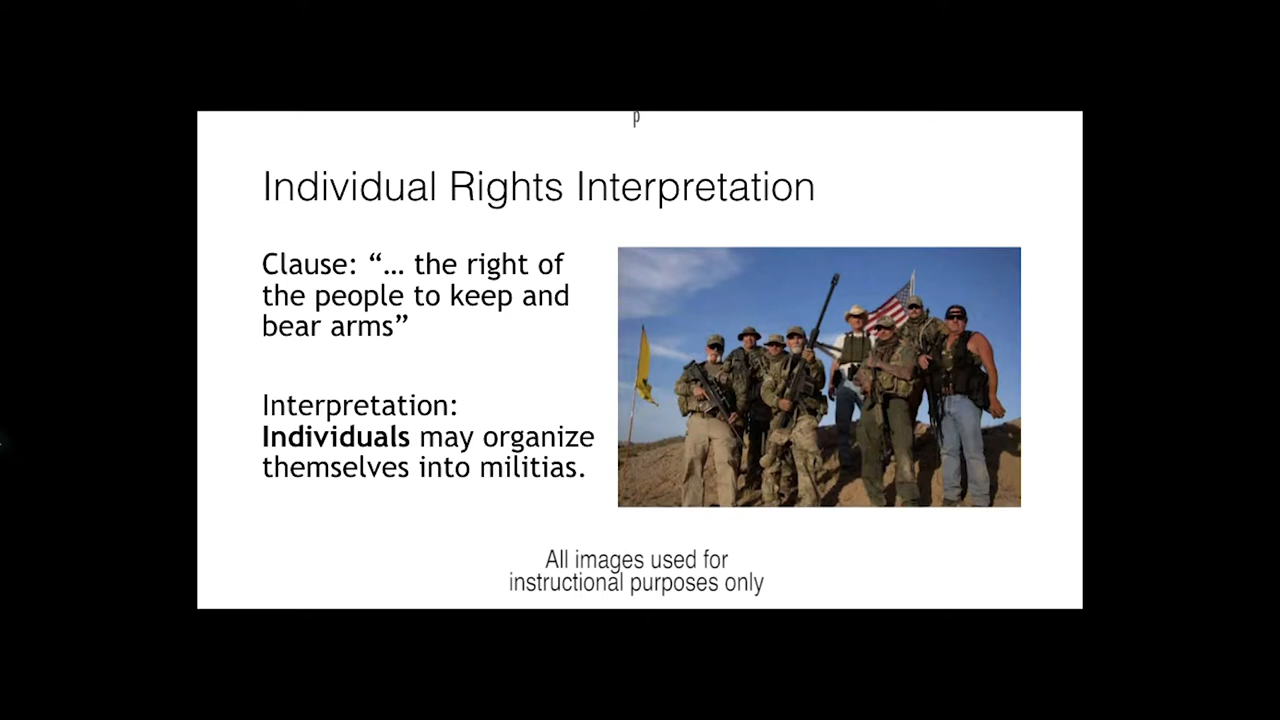 p
Individual Rights Interpretation
Clause: “... the right of
the people to keep and
bear arms”
Interpretation:
Individuals may organize
themselves into militias.
All images used for
instructional purposes only